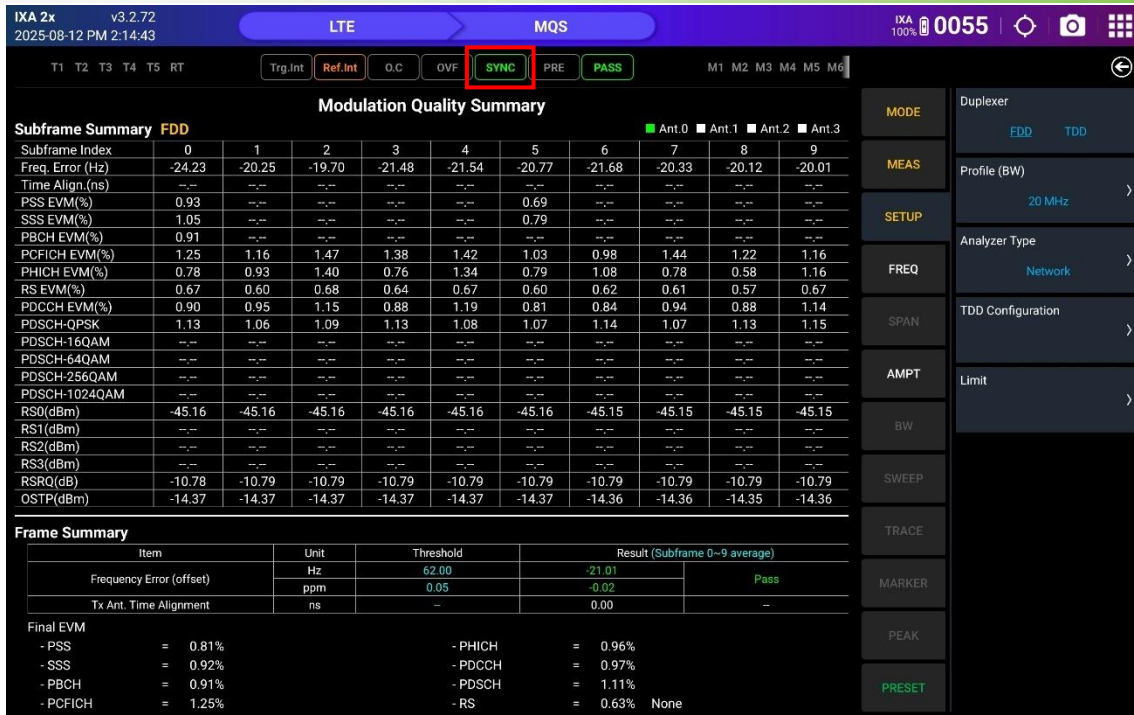 IXA 2x v3.2.72
2025-08-12 PM 2:14:43
LTE
MQS
IXA
100%
0055
T1 T2 T3 T4 T5 RT
Trg.Int Ref.Int O.C OVF SYNC PRE PASS
M1 M2 M3 M4 M5 M6
Modulation Quality Summary
Subframe Summary FDD
Ant.0 Ant.1 Ant.2 Ant.3
Subframe Index 0 1 2 3 4 5 6 7 8 9
Freq. Error (Hz) -24.23 -20.25 -19.70 -21.48 -21.54 -20.77 -21.68 -20.33 -20.12 -20.01
Time Align.(ns) --.-- --.-- --.-- --.-- --.-- --.-- --.-- --.-- --.-- --.--
PSS EVM(%) 0.93 --.-- --.-- --.-- --.-- 0.69 --.-- --.-- --.-- --.--
SSS EVM(%) 1.05 --.-- --.-- --.-- --.-- 0.79 --.-- --.-- --.-- --.--
PBCH EVM(%) 0.91 --.-- --.-- --.-- --.-- --.-- --.-- --.-- --.-- --.--
PCFICH EVM(%) 1.25 1.16 1.47 1.38 1.42 1.03 0.98 1.44 1.22 1.16
PHICH EVM(%) 0.78 0.93 1.40 0.76 1.34 0.79 1.08 0.78 0.58 1.16
RS EVM(%) 0.67 0.60 0.68 0.64 0.67 0.60 0.62 0.61 0.57 0.67
PDCCH EVM(%) 0.90 0.95 1.15 0.88 1.19 0.81 0.84 0.94 0.88 1.14
PDSCH-QPSK 1.13 1.06 1.09 1.13 1.08 1.07 1.14 1.07 1.13 1.15
PDSCH-16QAM --.-- --.-- --.-- --.-- --.-- --.-- --.-- --.-- --.-- --.--
PDSCH-64QAM --.-- --.-- --.-- --.-- --.-- --.-- --.-- --.-- --.-- --.--
PDSCH-256QAM --.-- --.-- --.-- --.-- --.-- --.-- --.-- --.-- --.-- --.--
PDSCH-1024QAM --.-- --.-- --.-- --.-- --.-- --.-- --.-- --.-- --.-- --.--
RS0(dBm) -45.16 -45.16 -45.16 -45.16 -45.16 -45.16 -45.15 -45.15 -45.15 -45.15
RS1(dBm) --.-- --.-- --.-- --.-- --.-- --.-- --.-- --.-- --.-- --.--
RS2(dBm) --.-- --.-- --.-- --.-- --.-- --.-- --.-- --.-- --.-- --.--
RS3(dBm) --.-- --.-- --.-- --.-- --.-- --.-- --.-- --.-- --.-- --.--
RSRQ(dB) -10.78 -10.79 -10.79 -10.79 -10.79 -10.79 -10.79 -10.79 -10.79 -10.79
OSTP(dBm) -14.37 -14.37 -14.37 -14.37 -14.37 -14.37 -14.36 -14.36 -14.35 -14.36
Frame Summary
Item Unit Threshold Result (Subframe 0~9 average)
Frequency Error (offset) Hz 62.00 -21.01 Pass
ppm 0.05 -0.02
Tx Ant. Time Alignment ns -- 0.00 --
Final EVM
- PSS = 0.81% - PHICH = 0.96%
- SSS = 0.92% - PDCCH = 0.97%
- PBCH = 0.91% - PDSCH = 1.11%
- PCFICH = 1.25% - RS = 0.63% None
MODE
MEAS
SETUP
FREQ
SPAN
AMPT
BW
SWEEP
TRACE
MARKER
PEAK
PRESET
Duplexer
FDD TDD
Profile (BW)
20 MHz
Analyzer Type
Network
TDD Configuration
Limit